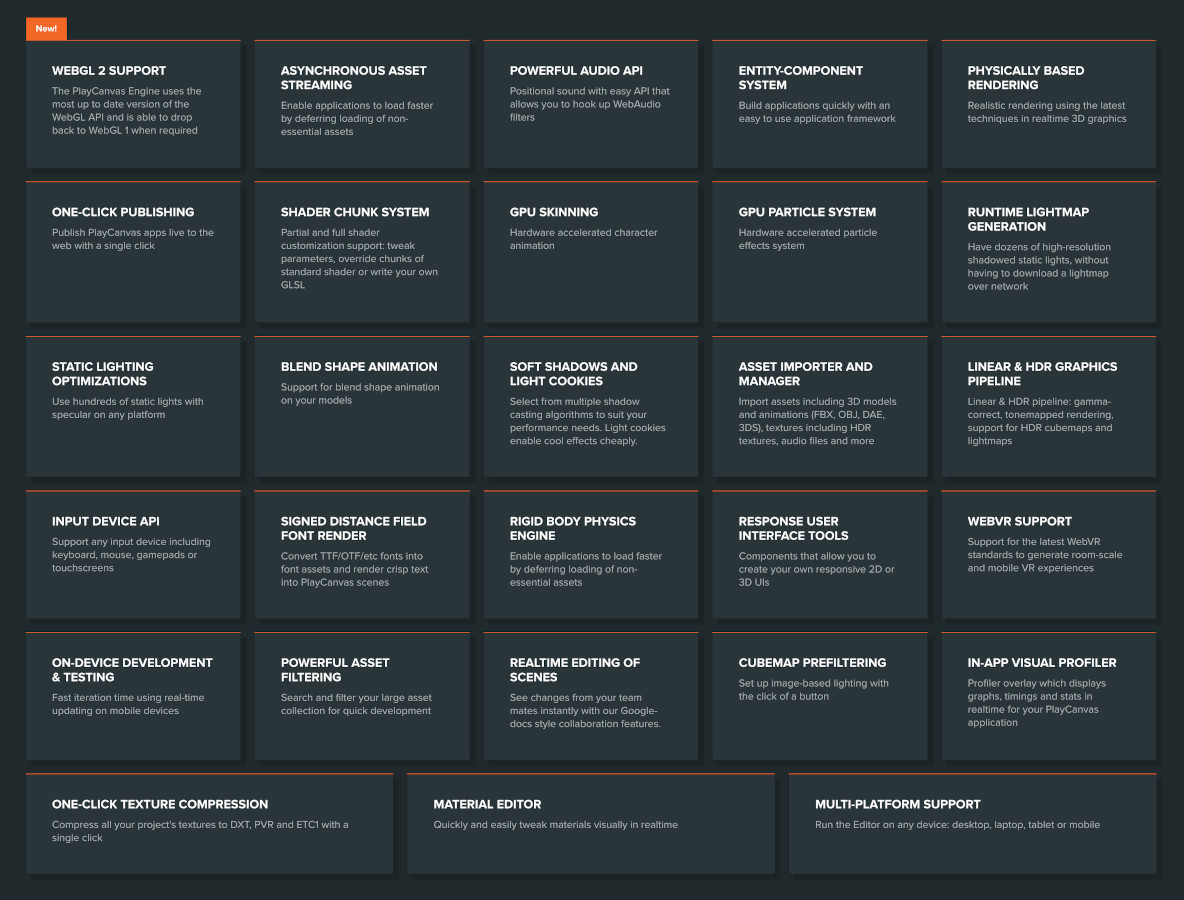 New!
WEBGL 2 SUPPORT
The PlayCanvas Engine uses the
most up to date version of the
WebGL API and is able to drop
back to WebGL 1 when required
ASYNCHRONOUS ASSET
STREAMING
Enable applications to load faster
by deferring loading of non-
essential assets
POWERFUL AUDIO API
Positional sound with easy API that
allows you to hook up WebAudio
filters
ENTITY-COMPONENT
SYSTEM
Build applications quickly with an
easy to use application framework
PHYSICALLY BASED
RENDERING
Realistic rendering using the latest
techniques in realtime 3D graphics
ONE-CLICK PUBLISHING
Publish PlayCanvas apps live to the
web with a single click
SHADER CHUNK SYSTEM
Partial and full shader
customization support: tweak
parameters, override chunks of
standard shader or write your own
GLSL
GPU SKINNING
Hardware accelerated character
animation
GPU PARTICLE SYSTEM
Hardware accelerated particle
effects system
RUNTIME LIGHTMAP
GENERATION
Have dozens of high-resolution
shadowed static lights, without
having to download a lightmap
over network
STATIC LIGHTING
OPTIMIZATIONS
Use hundreds of static lights with
specular on any platform
BLEND SHAPE ANIMATION
Support for blend shape animation
on your models
SOFT SHADOWS AND
LIGHT COOKIES
Select from multiple shadow
casting algorithms to suit your
performance needs. Light cookies
enable cool effects cheaply.
ASSET IMPORTER AND
MANAGER
Import assets including 3D models
and animations (FBX, OBJ, DAE,
3DS), textures including HDR
textures, audio files and more
LINEAR & HDR GRAPHICS
PIPELINE
Linear & HDR pipeline: gamma-
correct, tonemapped rendering,
support for HDR cubemaps and
lightmaps
INPUT DEVICE API
Support any input device including
keyboard, mouse, gamepads or
touchscreens
SIGNED DISTANCE FIELD
FONT RENDER
Convert TTF/OTF/etc fonts into
font assets and render crisp text
into PlayCanvas scenes
RIGID BODY PHYSICS
ENGINE
Enable applications to load faster
by deferring loading of non-
essential assets
RESPONSE USER
INTERFACE TOOLS
Components that allow you to
create your own responsive 2D or
3D UIs
WEBVR SUPPORT
Support for the latest WebVR
standards to generate room-scale
and mobile VR experiences
ON-DEVICE DEVELOPMENT
& TESTING
Fast iteration time using real-time
updating on mobile devices
POWERFUL ASSET
FILTERING
Search and filter your large asset
collection for quick development
REALTIME EDITING OF
SCENES
See changes from your team
mates instantly with our Google-
docs style collaboration features.
CUBEMAP PREFILTERING
Set up image-based lighting with
the click of a button
IN-APP VISUAL PROFILER
Profiler overlay which displays
graphs, timings and stats in
realtime for your PlayCanvas
application
ONE-CLICK TEXTURE COMPRESSION
Compress all your project's textures to DXT, PVR and ETC1 with a
single click
MATERIAL EDITOR
Quickly and easily tweak materials visually in realtime
MULTI-PLATFORM SUPPORT
Run the Editor on any device: desktop, laptop, tablet or mobile